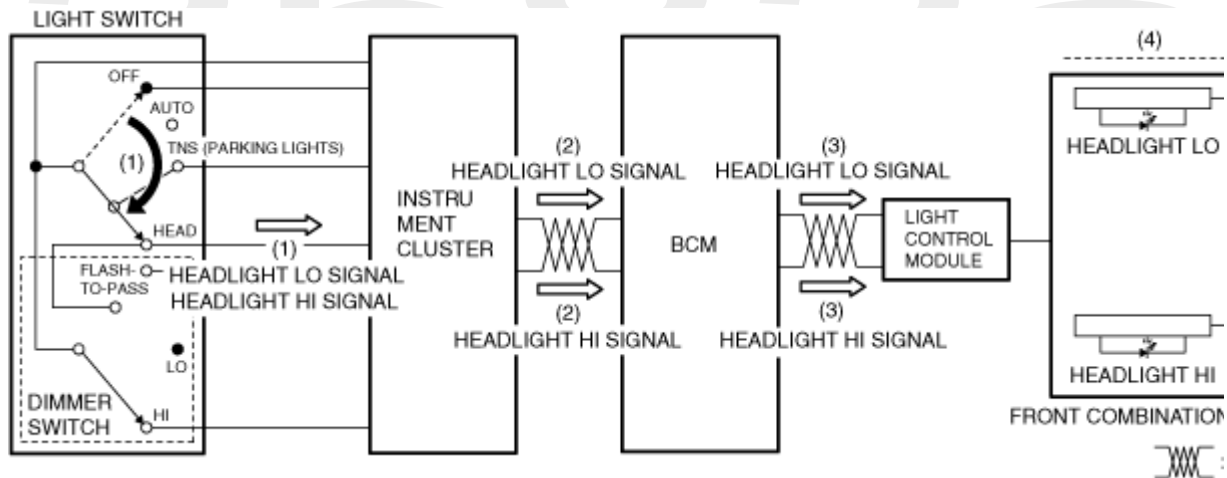 LIGHT SWITCH
OFF
AUTO
TNS (PARKING LIGHTS)
(1)
HEAD
FLASH-
TO-PASS
(1)
HEADLIGHT LO SIGNAL
HEADLIGHT HI SIGNAL
LO
HI
DIMMER
SWITCH
INSTRU
MENT
CLUSTER
(2)
HEADLIGHT LO SIGNAL
(2)
HEADLIGHT HI SIGNAL
BCM
(3)
HEADLIGHT LO SIGNAL
(3)
HEADLIGHT HI SIGNAL
LIGHT
CONTROL
MODULE
(4)
HEADLIGHT LO
HEADLIGHT HI
FRONT COMBINATION
: